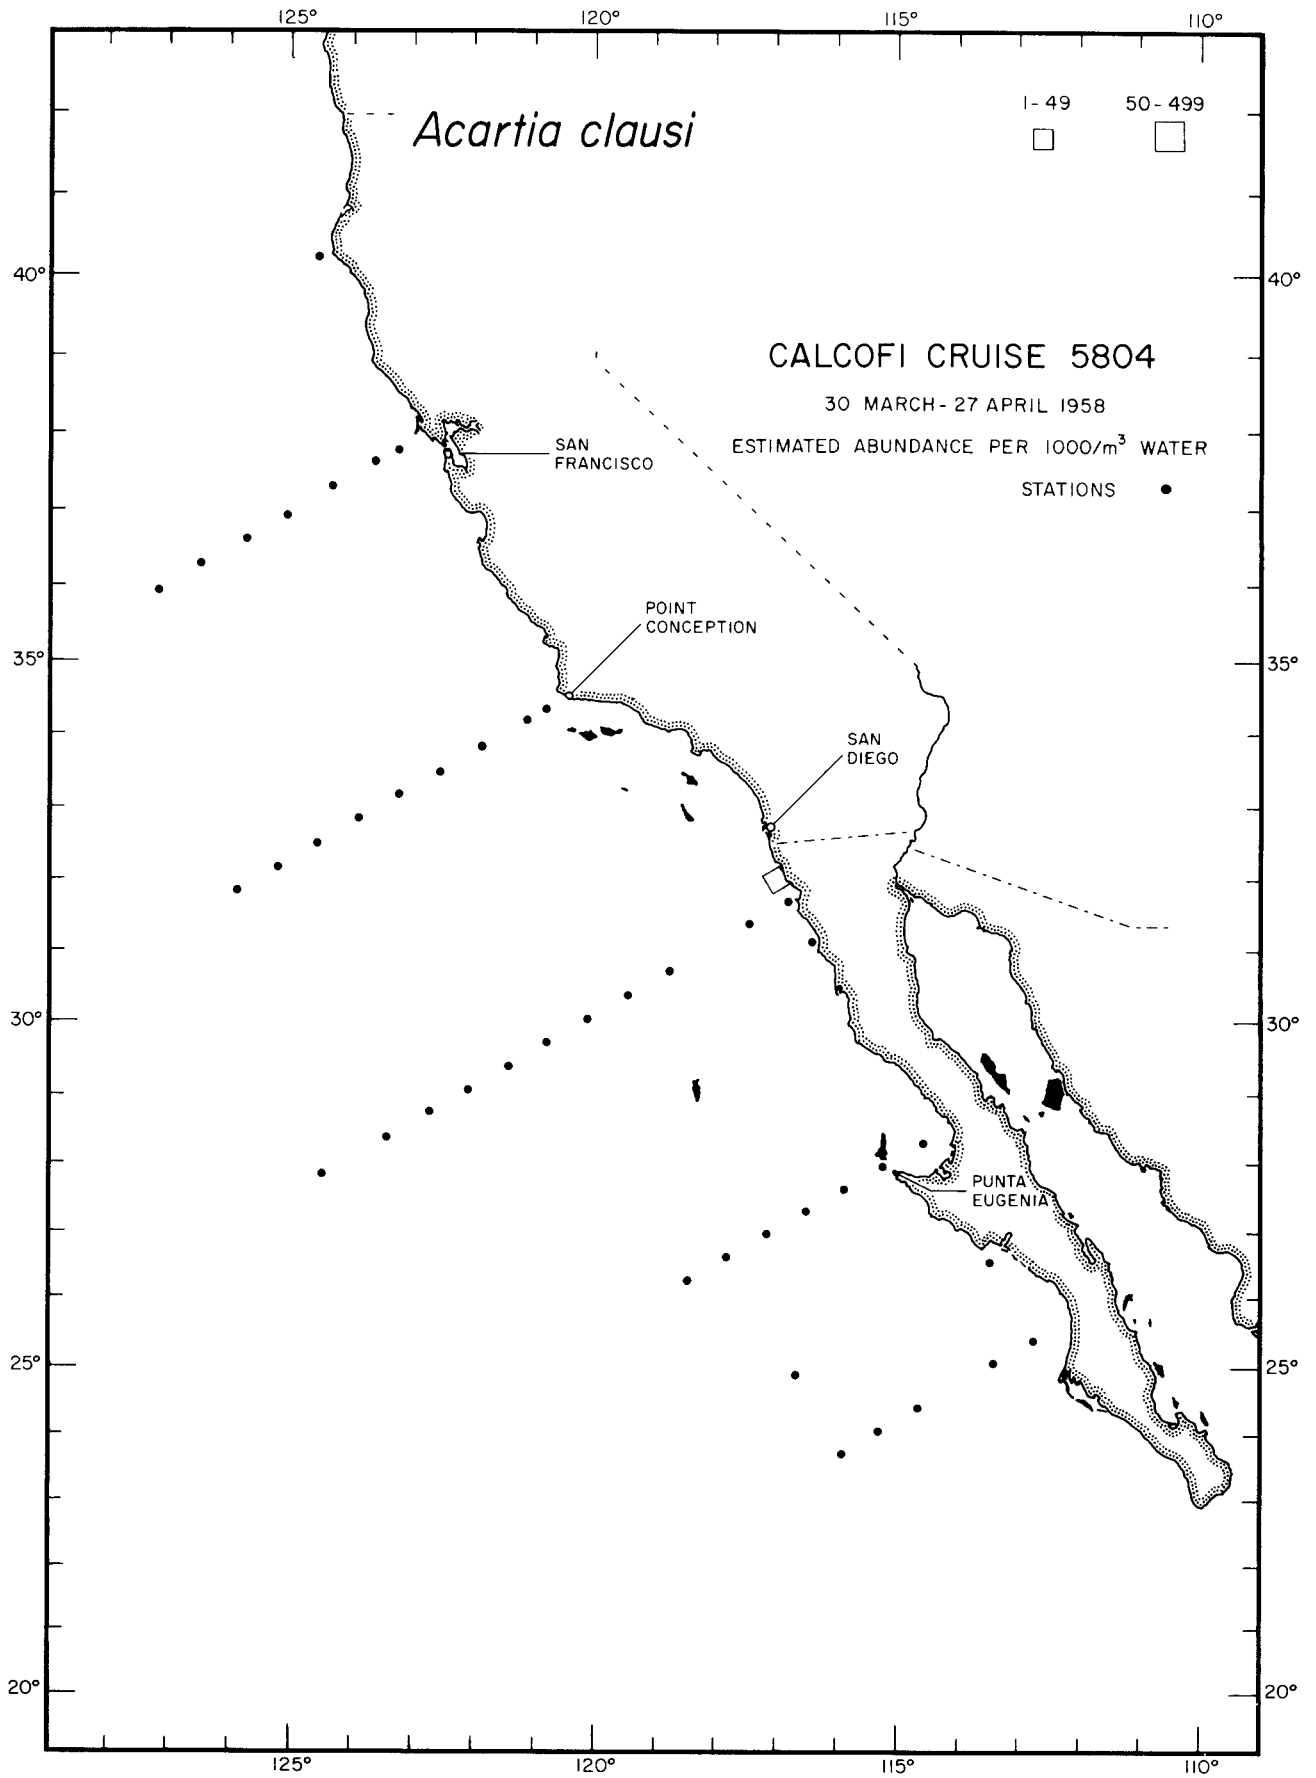 125° 120° 115° 110°
1-49 50-499
Acartia clausi
40° 40°
CALCOFI CRUISE 5804
30 MARCH-27 APRIL 1958
ESTIMATED ABUNDANCE PER 1000/m³ WATER
STATIONS
SAN
FRANCISCO
POINT
CONCEPTION
35° 35°
SAN
DIEGO
30° 30°
PUNTA
EUGENIA
25° 25°
20° 20°
125° 120° 115° 110°